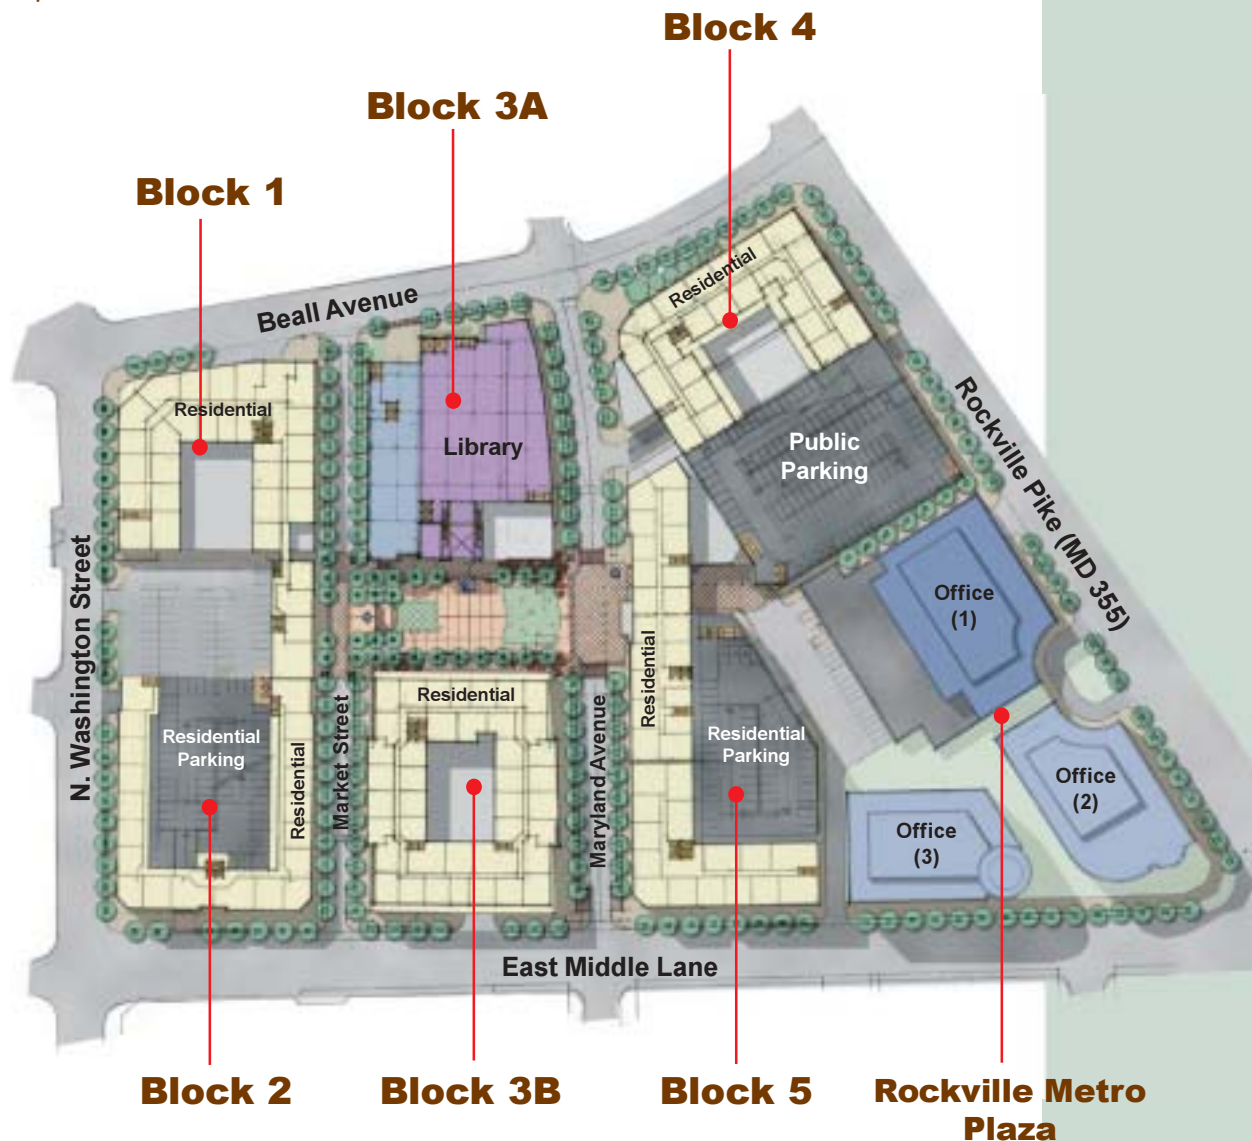 Block 4
Block 3A
Block 1
Beall Avenue
Residential
Residential
Library
Public
Parking
Rockville Pike (MD 355)
N. Washington Street
Office
(1)
Residential
Residential
Residential
Parking
Residential
Market Street
Maryland Avenue
Residential
Parking
Office
(2)
Office
(3)
East Middle Lane
Block 2
Block 3B
Block 5
Rockville Metro
Plaza